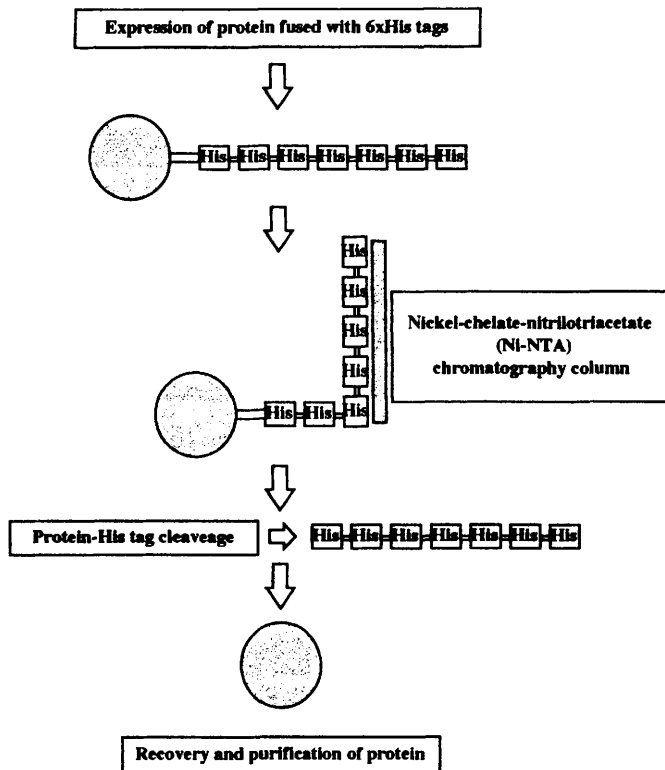 Expression of protein fused with 6xHis tags
His His His His His His His
His
His
His
His
Nickel-chelate-nitrilotriacetate
(Ni-NTA)
chromatography column
His His His
Protein-His tag cleaveage
His His His His His His His
Recovery and purification of protein